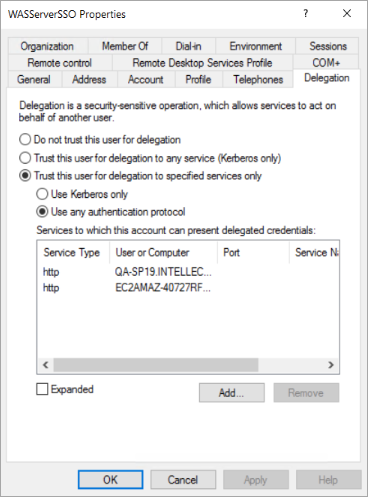 WASServerSSO Properties ? ×
Organization Member Of Dial-in Environment Sessions
Remote control Remote Desktop Services Profile COM+
General Address Account Profile Telephones Delegation
Delegation is a security-sensitive operation, which allows services to act on
behalf of another user.
Do not trust this user for delegation
Trust this user for delegation to any service (Kerberos only)
Trust this user for delegation to specified services only
Use Kerberos only
Use any authentication protocol
Services to which this account can present delegated credentials:
Service Type User or Computer Port Service Na
http QA-SP19.INTELLEC...
http EC2AMAZ-40727RF...
Expanded Add... Remove
OK Cancel Apply Help